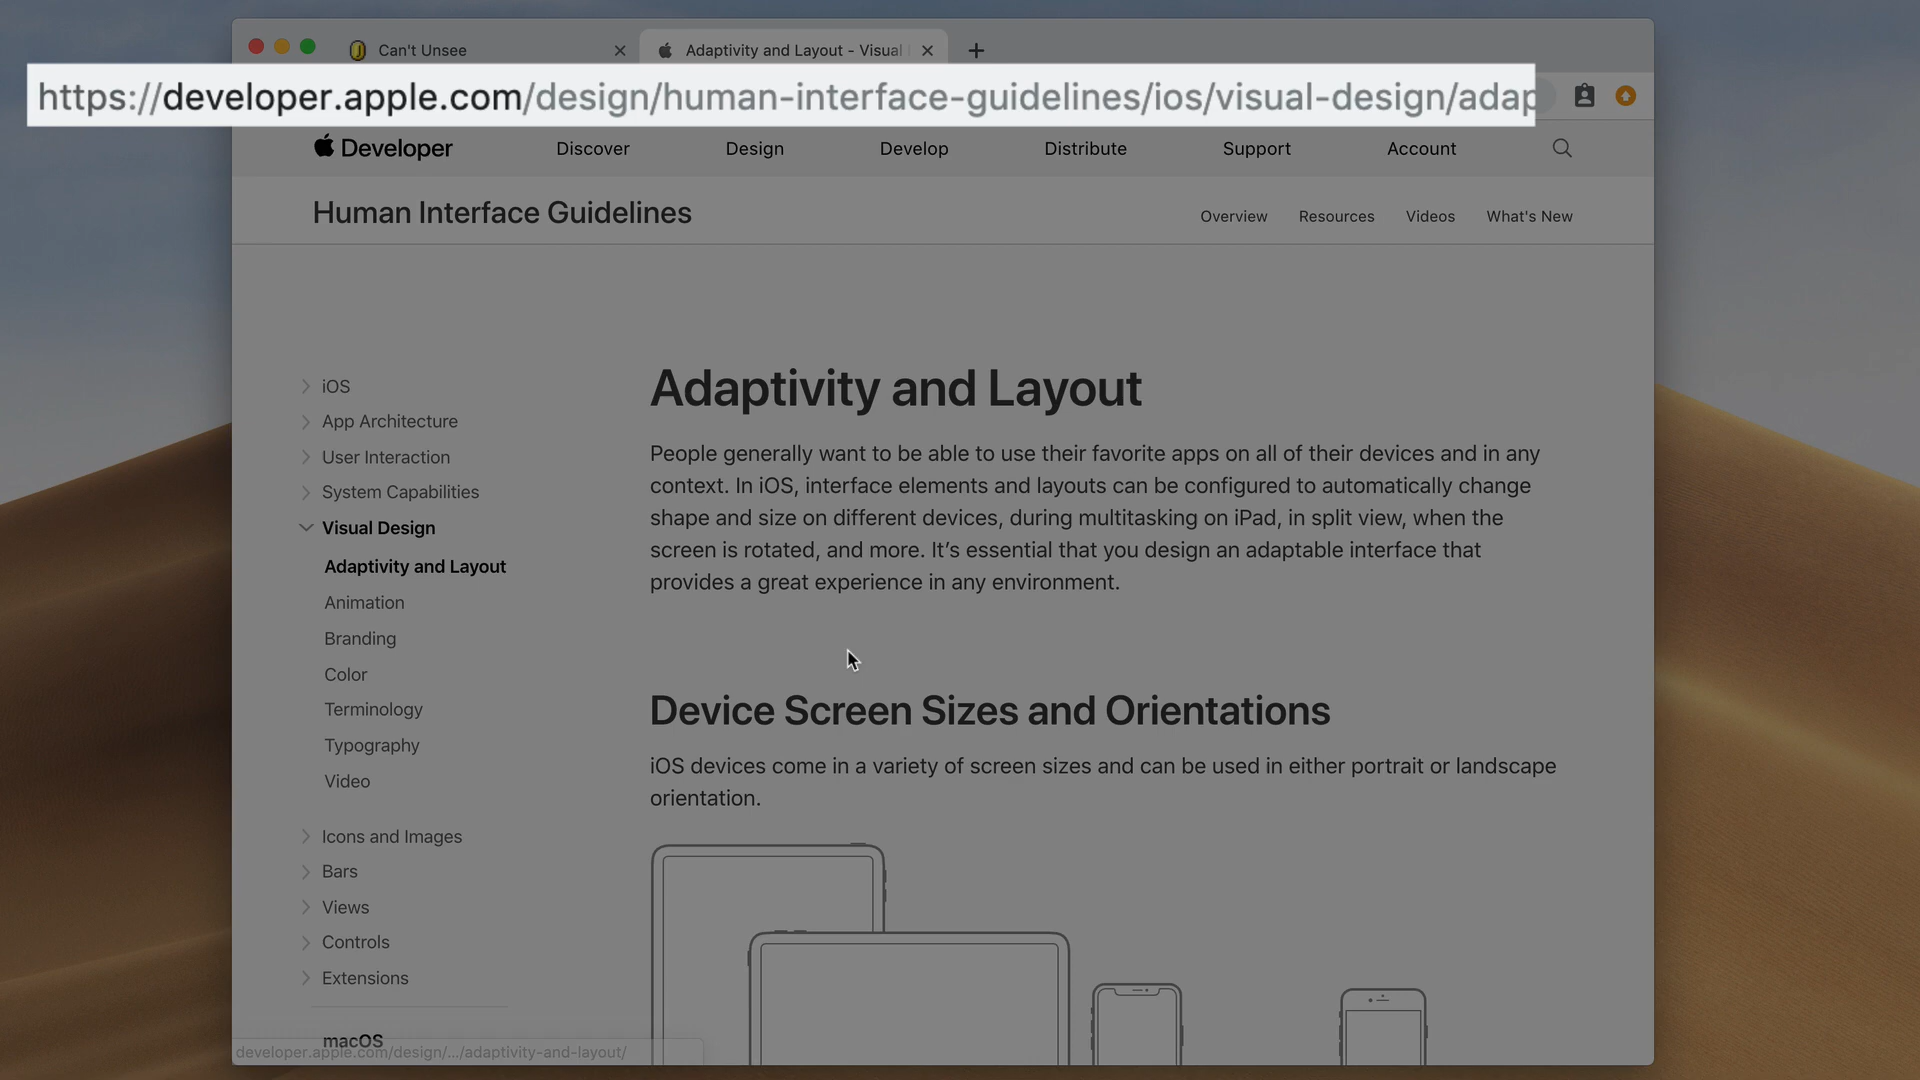 Can't Unsee
Adaptivity and Layout - Visual
https://developer.apple.com/design/human-interface-guidelines/ios/visual-design/adap
Developer
Discover
Design
Develop
Distribute
Support
Account
Human Interface Guidelines
Overview
Resources
Videos
What's New
iOS
App Architecture
User Interaction
System Capabilities
Visual Design
Adaptivity and Layout
Animation
Branding
Color
Terminology
Typography
Video
Icons and Images
Bars
Views
Controls
Extensions
macOS
Adaptivity and Layout
People generally want to be able to use their favorite apps on all of their devices and in any
context. In iOS, interface elements and layouts can be configured to automatically change
shape and size on different devices, during multitasking on iPad, in split view, when the
screen is rotated, and more. It’s essential that you design an adaptable interface that
provides a great experience in any environment.
Device Screen Sizes and Orientations
iOS devices come in a variety of screen sizes and can be used in either portrait or landscape
orientation.
developer.apple.com/design/.../adaptivity-and-layout/